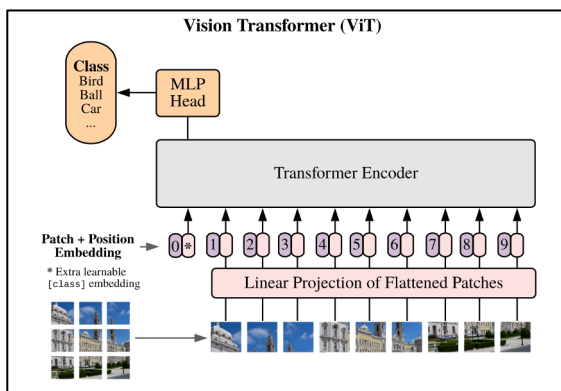 Vision Transformer (ViT)
Class
Bird
Ball
Car
...
MLP
Head
Transformer Encoder
Patch + Position
Embedding
0 * 1 2 3 4 5 6 7 8 9
* Extra learnable
[class] embedding
Linear Projection of Flattened Patches